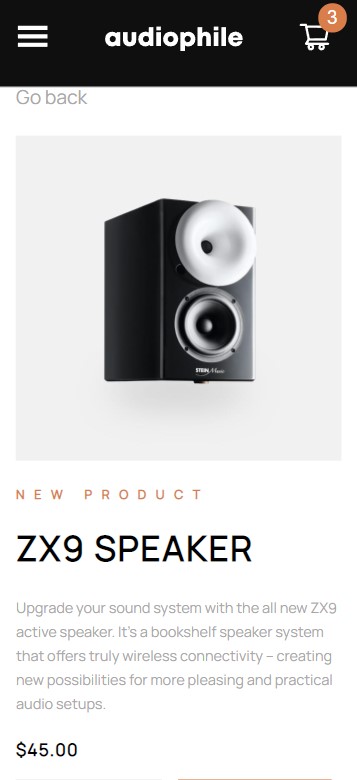 audiophile
3
Go back
STEIN Music
NEW PRODUCT
ZX9 SPEAKER
Upgrade your sound system with the all new ZX9
active speaker. It's a bookshelf speaker system
that offers truly wireless connectivity – creating
new possibilities for more pleasing and practical
audio setups.
$45.00